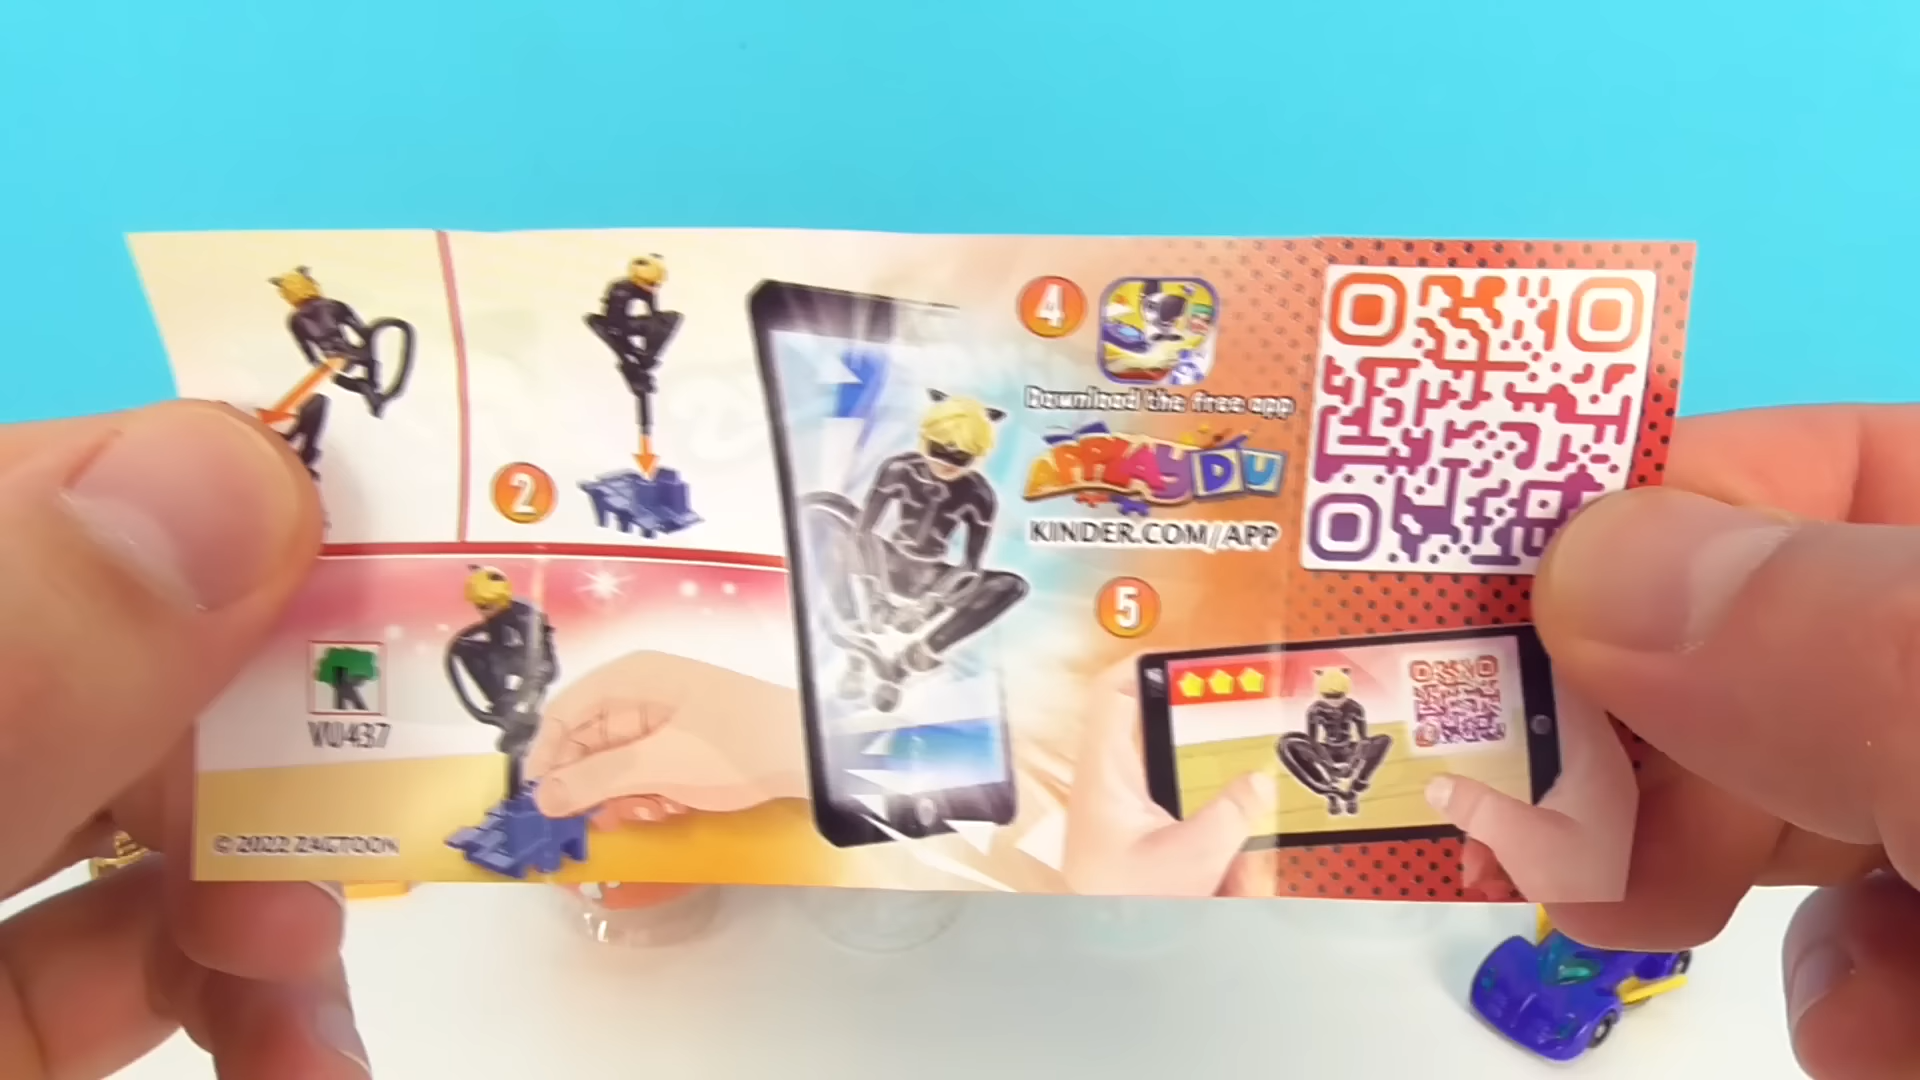 2
VU437
© 2022 ZAGTOON
4
Download the free app
APPLAYDU
KINDER.COM/APP
5